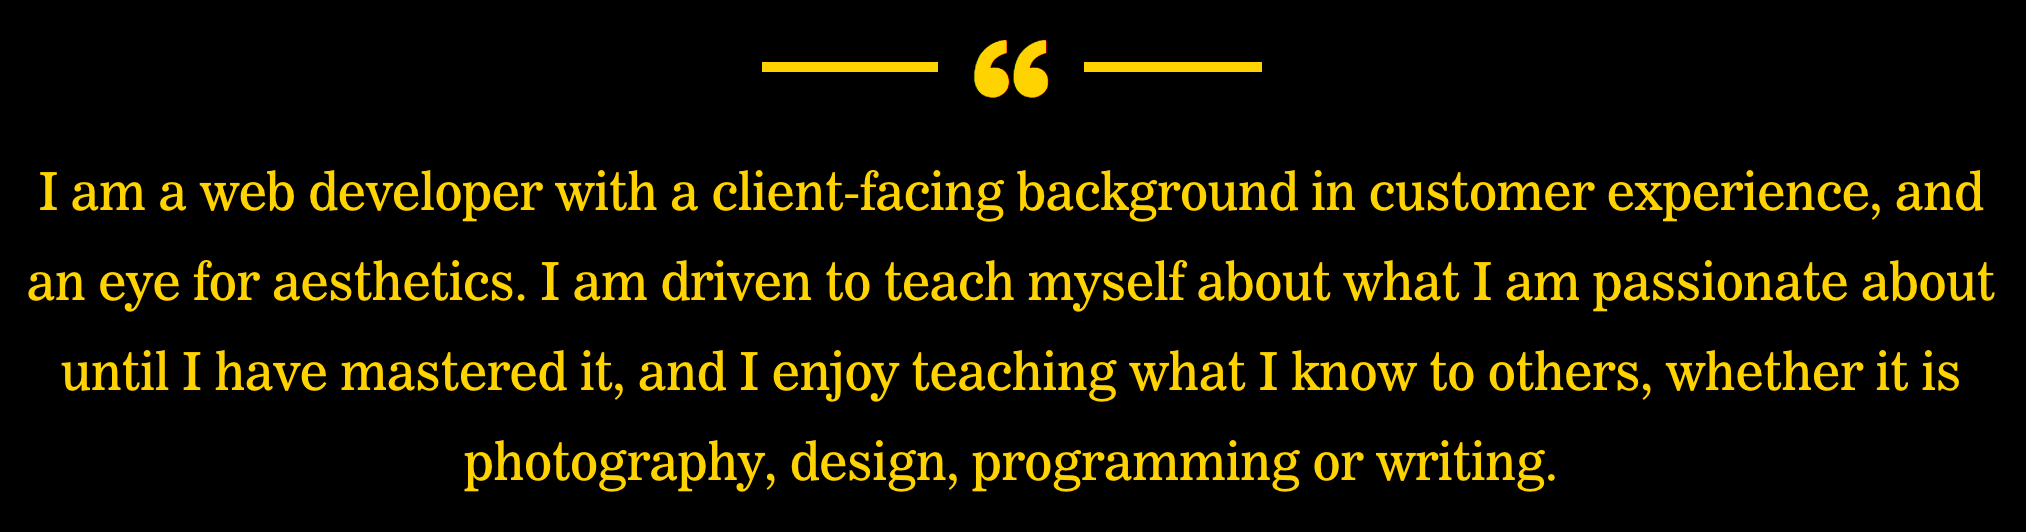 “
I am a web developer with a client-facing background in customer experience, and
an eye for aesthetics. I am driven to teach myself about what I am passionate about
until I have mastered it, and I enjoy teaching what I know to others, whether it is
photography, design, programming or writing.